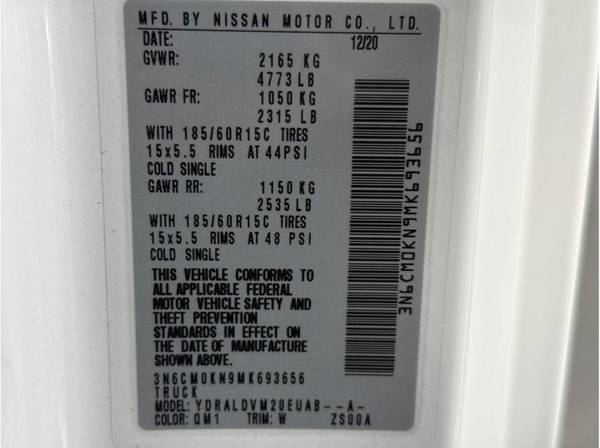 MFD. BY NISSAN MOTOR CO., LTD.
DATE: 12/20
GVWR: 2165 KG
4773 LB
GAWR FR: 1050 KG
2315 LB
WITH 185/60R15C TIRES
15x5.5 RIMS AT 44PSI
COLD SINGLE
GAWR RR: 1150 KG
2535 LB
WITH 185/60R15C TIRES
15x5.5 RIMS AT 48 PSI
COLD SINGLE
THIS VEHICLE CONFORMS TO
ALL APPLICABLE FEDERAL
MOTOR VEHICLE SAFETY AND
THEFT PREVENTION
STANDARDS IN EFFECT ON
THE DATE OF MANUFACTURE
SHOWN ABOVE.
3N6CM0KN9MK693656
TRUCK
MODEL: YDRALDVM20EUAB--A-
COLOR: QM1 TRIM: W ZS00A
3N6CM0KN9MK693656